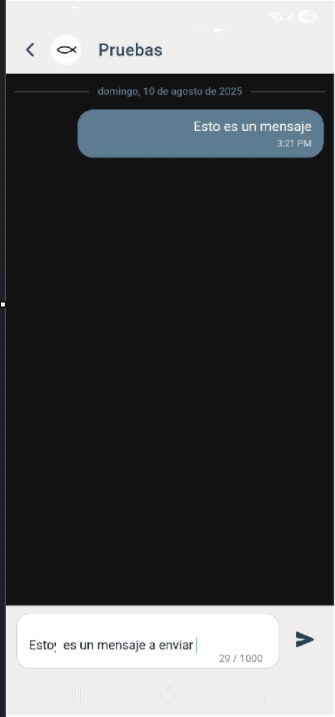 Pruebas
domingo, 10 de agosto de 2025
Esto es un mensaje
3:21 PM
Estoy es un mensaje a enviar
29 / 1000